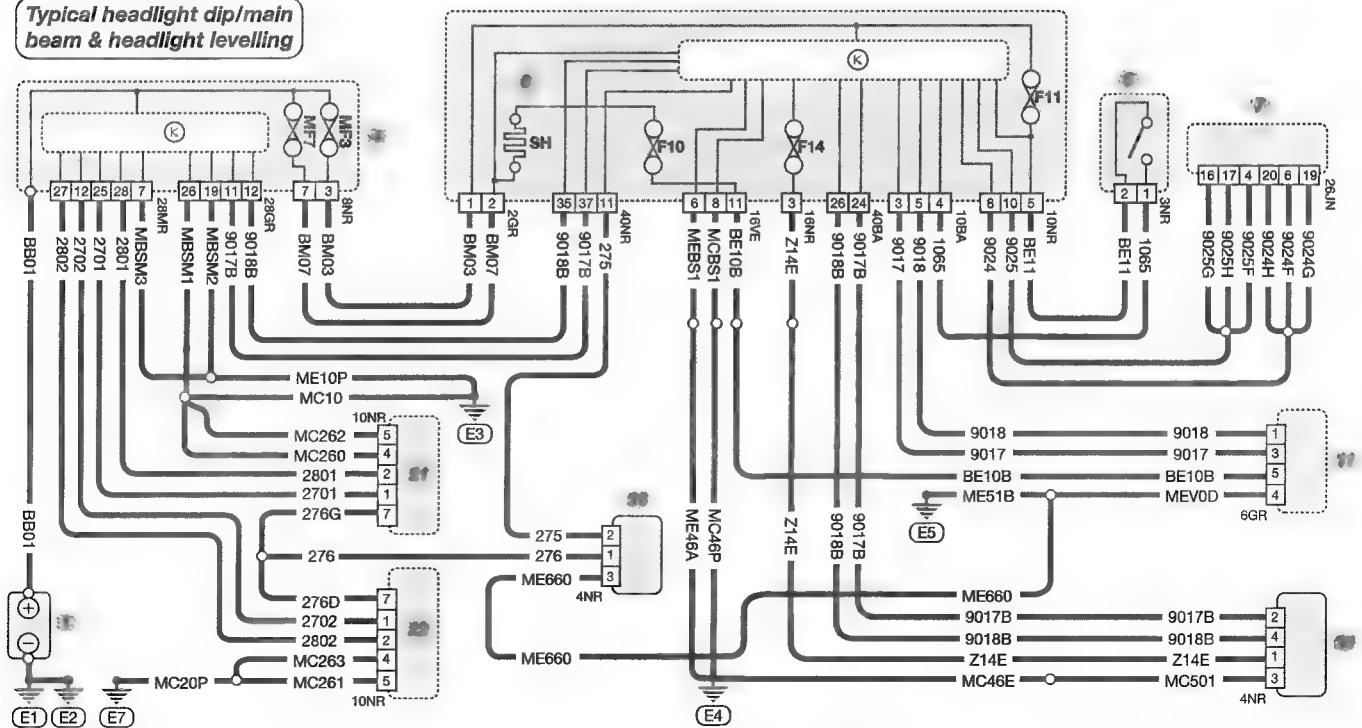 Typical headlight dip/main
beam & headlight levelling
K
MF7
MF3
27 12 25 28 7
26 19 11 12
7 3
28MR
28GR
8NR
BB01
2802
2702
2701
2801
MBSM1
MBSM2
9017B
9018B
BM07
BM03
K
SH
F10
F14
F11
1 2
35 37 11
6 8 11
3
26 24
3 5 4
8 10 5
2GR
40NR
16VE
16NR
40BA
10BA
10NR
BM03
BM07
9018B
9017B
275
MEBS1
MCBS1
BE10B
Z14E
9018B
9017B
9017
9018
1065
9024
9025
BE11
2 1
3NR
BE11
1065
16 17 4 20 6 19
26JN
9025G
9025H
9025F
9024H
9024F
9024G
ME10P
MC10
E3
10NR
MC262 5
MC260 4
2801 2
2701 1
276G 7
21
276
276D 7
2702 1
2802 2
MC263 4
MC261 5
10NR
MC20P
BB01
+
−
E1
E2
E7
275 2
276 1
ME660 3
4NR
ME660
ME46A
MC46P
Z14E
9018B
9017B
E4
9018 9018 1
9017 9017 3
BE10B BE10B 5
ME51B MEV0D 4
6GR
E5
ME660
9017B 9017B 2
9018B 9018B 4
Z14E Z14E 1
MC46E MC501 3
4NR